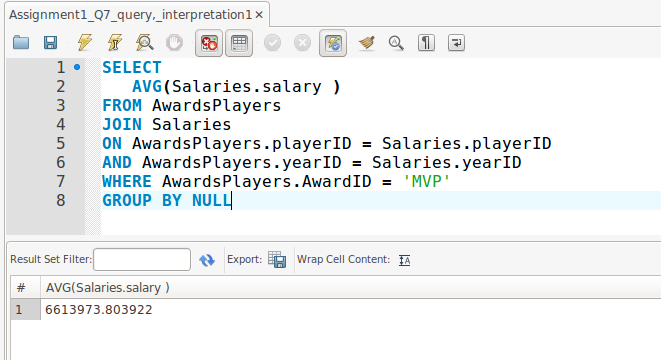 Assignment1_Q7_query,_interpretation1 ×
1 SELECT
2 AVG(Salaries.salary )
3 FROM AwardsPlayers
4 JOIN Salaries
5 ON AwardsPlayers.playerID = Salaries.playerID
6 AND AwardsPlayers.yearID = Salaries.yearID
7 WHERE AwardsPlayers.AwardID = 'MVP'
8 GROUP BY NULL
Result Set Filter: Export: Wrap Cell Content:
# AVG(Salaries.salary )
1 6613973.803922